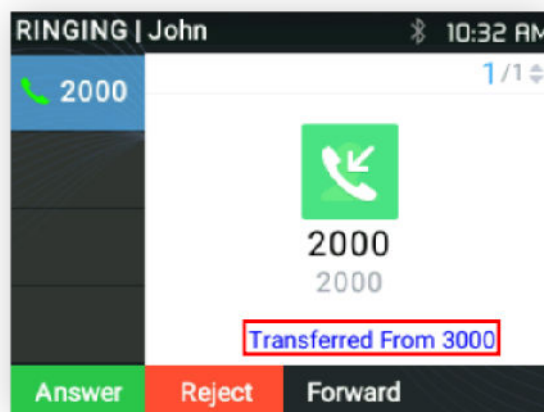 RINGING | John 10:32 AM
2000
1/1
2000
2000
Transferred From 3000
Answer Reject Forward